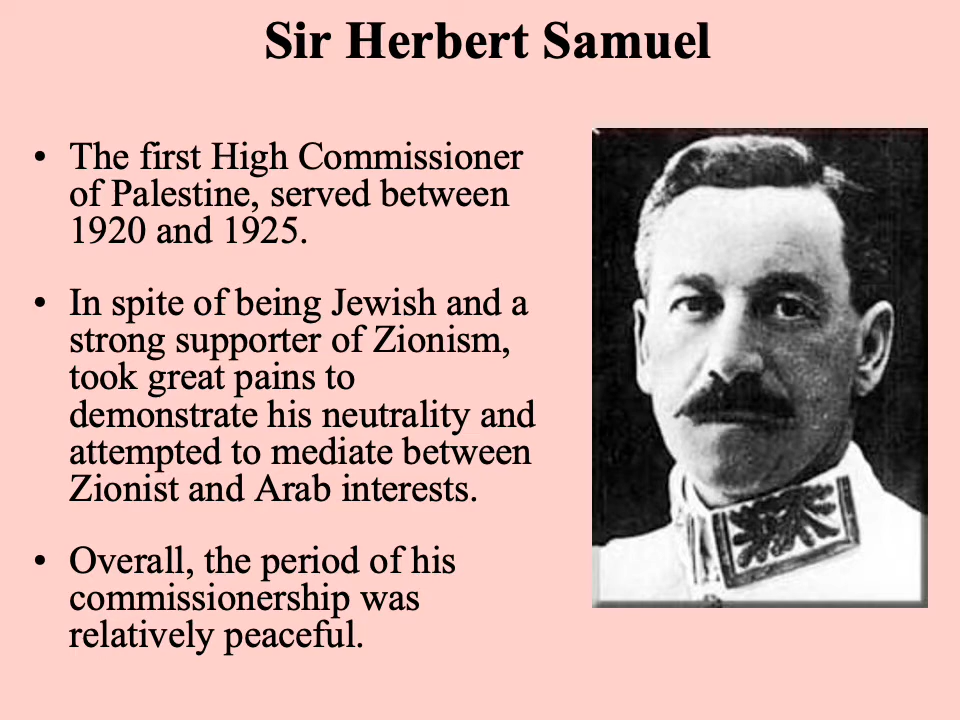 Sir Herbert Samuel
• The first High Commissioner
of Palestine, served between
1920 and 1925.
• In spite of being Jewish and a
strong supporter of Zionism,
took great pains to
demonstrate his neutrality and
attempted to mediate between
Zionist and Arab interests.
• Overall, the period of his
commissionership was
relatively peaceful.